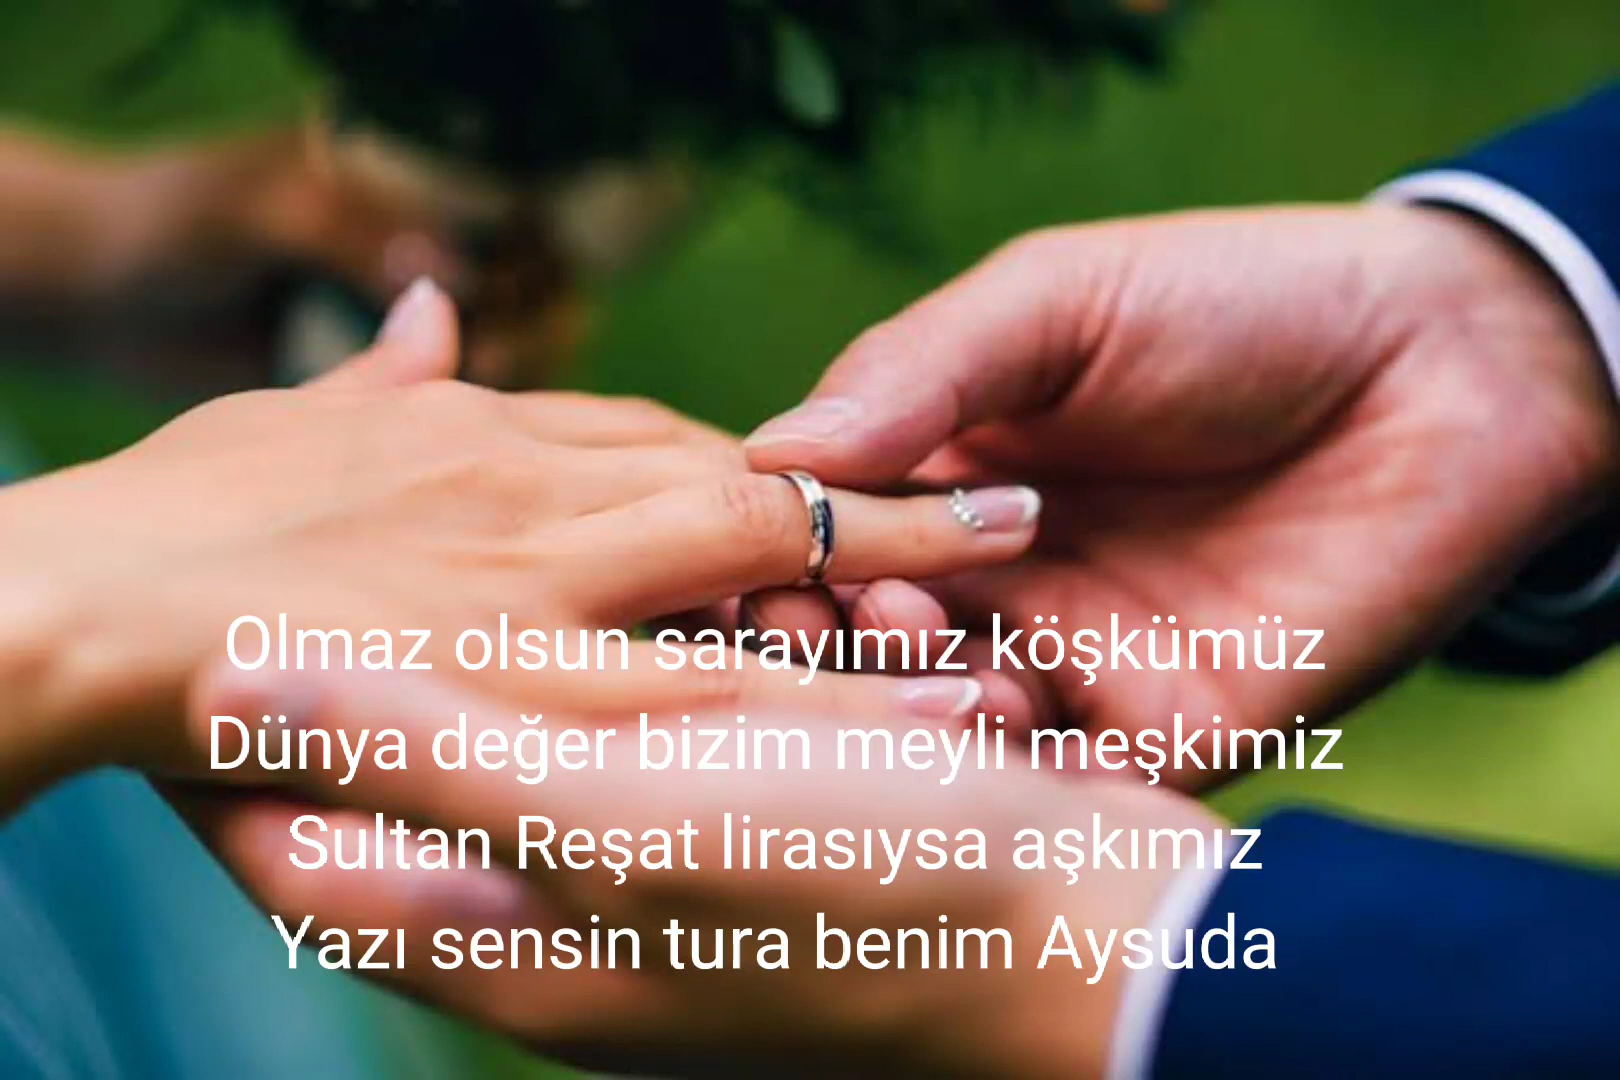 Olmaz olsun sarayımız köşkümüz
Dünya değer bizim meyli meşkimiz
Sultan Reşat lirasıysa aşkımız
Yazı sensin tura benim Aysuda